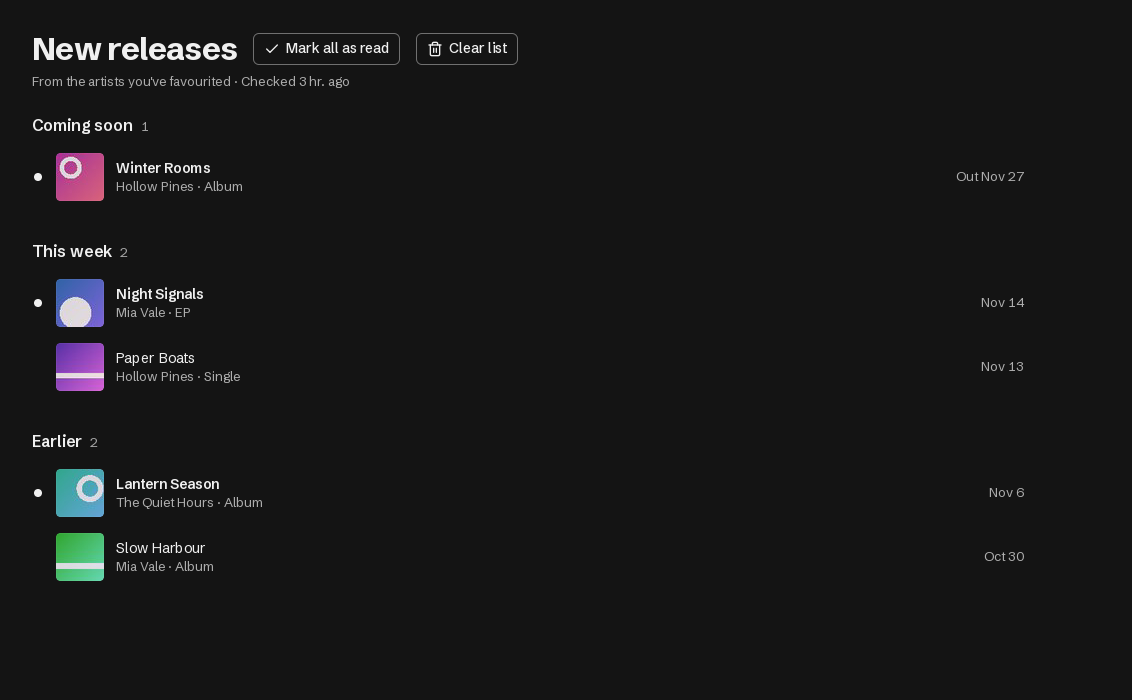 New releases
Mark all as read
Clear list
From the artists you've favourited · Checked 3 hr. ago
Coming soon 1
Winter Rooms
Hollow Pines · Album
Out Nov 27
This week 2
Night Signals
Mia Vale · EP
Nov 14
Paper Boats
Hollow Pines · Single
Nov 13
Earlier 2
Lantern Season
The Quiet Hours · Album
Nov 6
Slow Harbour
Mia Vale · Album
Oct 30